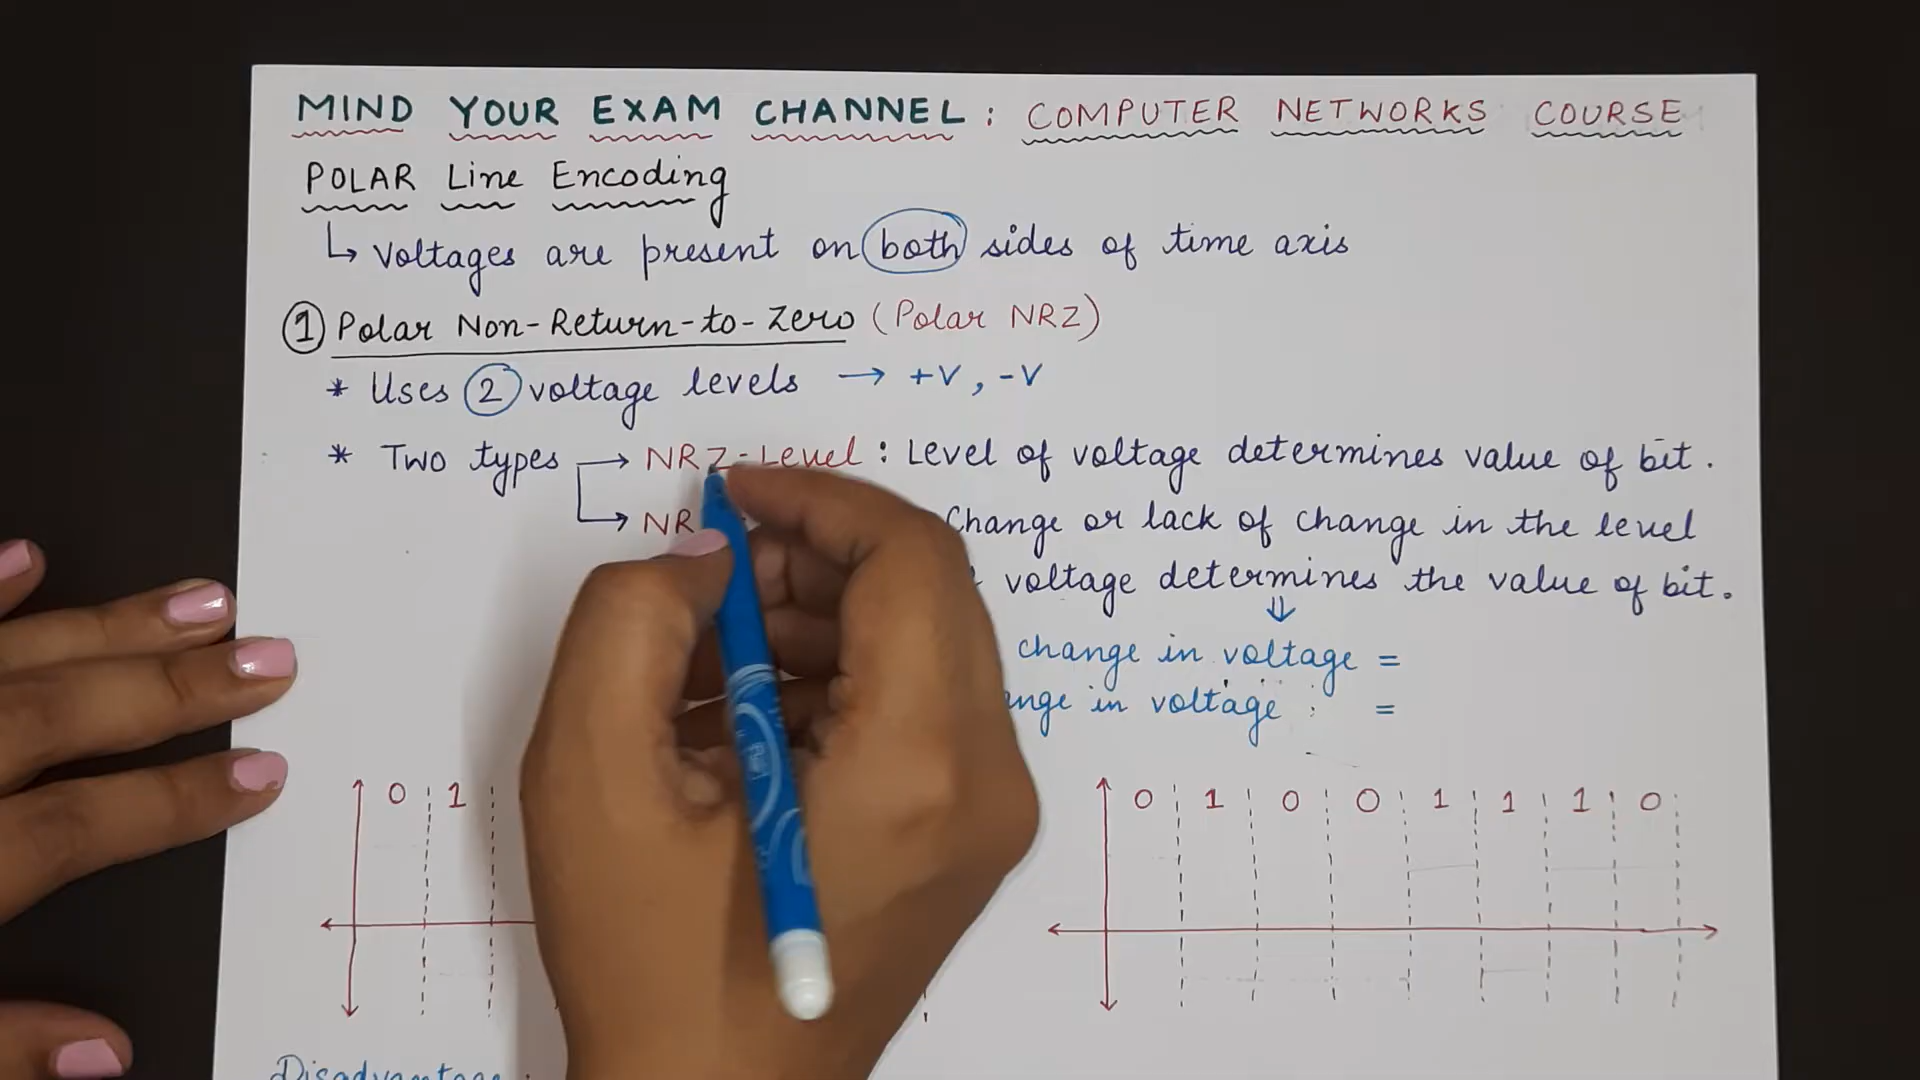 MIND YOUR EXAM CHANNEL : COMPUTER NETWORKS COURSE
POLAR Line Encoding
↳ Voltages are present on both sides of time axis
① Polar Non-Return-to-Zero (Polar NRZ)
* Uses 2 voltage levels → +V, -V
* Two types → NRZ-Level : Level of voltage determines value of bit.
→ NR Change or lack of change in the level
voltage determines the value of bit.
⇓
change in voltage =
in voltage =
0 1
0 1 0 0 1 1 1 0
Disadvantage :